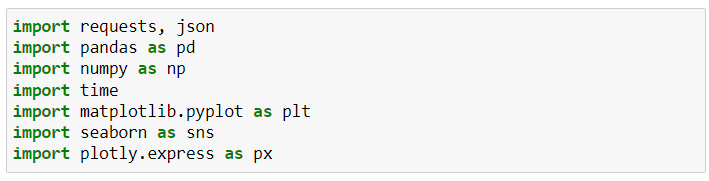 import requests, json
import pandas as pd
import numpy as np
import time
import matplotlib.pyplot as plt
import seaborn as sns
import plotly.express as px